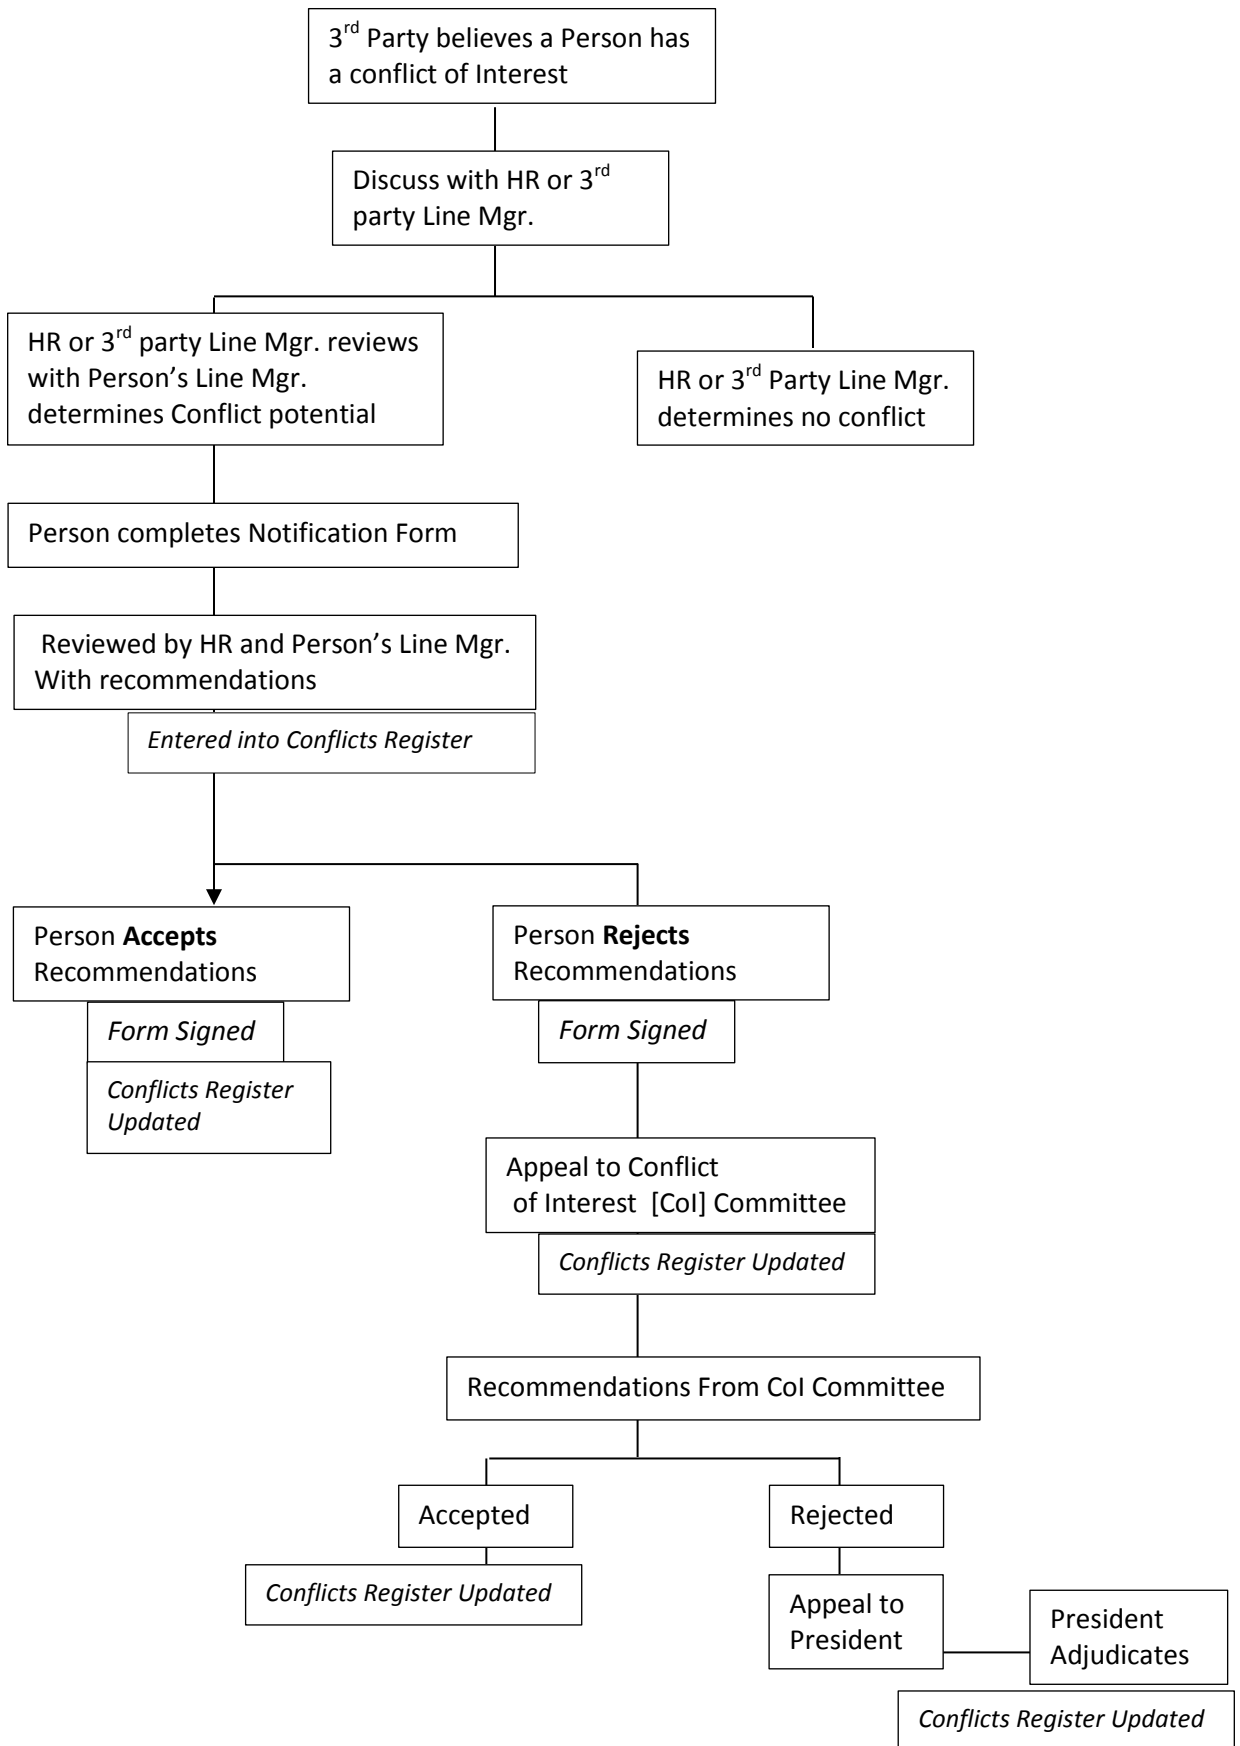 3rd Party believes a Person has
a conflict of Interest
Discuss with HR or 3rd
party Line Mgr.
HR or 3rd party Line Mgr. reviews
with Person’s Line Mgr.
determines Conflict potential
HR or 3rd Party Line Mgr.
determines no conflict
Person completes Notification Form
Reviewed by HR and Person’s Line Mgr.
With recommendations
Entered into Conflicts Register
Person Accepts
Recommendations
Form Signed
Conflicts Register
Updated
Person Rejects
Recommendations
Form Signed
Appeal to Conflict
of Interest [CoI] Committee
Conflicts Register Updated
Recommendations From CoI Committee
Accepted
Conflicts Register Updated
Rejected
Appeal to
President
President
Adjudicates
Conflicts Register Updated